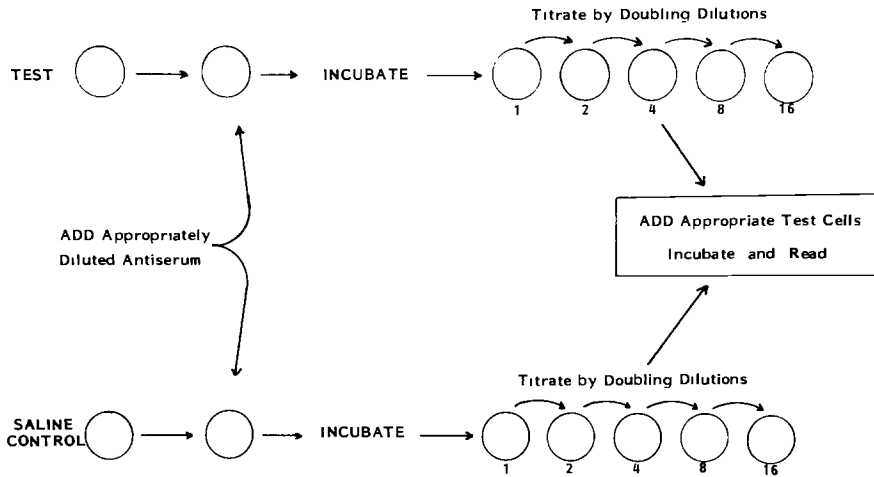 Titrate by Doubling Dilutions
TEST
INCUBATE
1 2 4 8 16
ADD Appropriately
Diluted Antiserum
ADD Appropriate Test Cells
Incubate and Read
Titrate by Doubling Dilutions
SALINE
CONTROL
INCUBATE
1 2 4 8 16